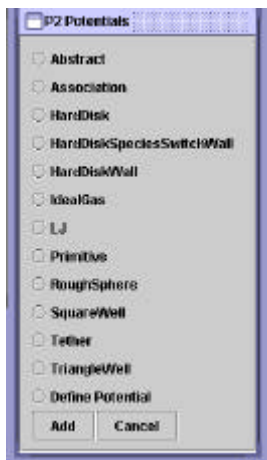 P2 Potentials
Abstract
Association
HardDisk
HardDiskSpeciesSwitchWall
HardDiskWall
IdealGas
LJ
Primitive
RoughSphere
SquareWell
Tether
TriangleWell
Define Potential
Add Cancel